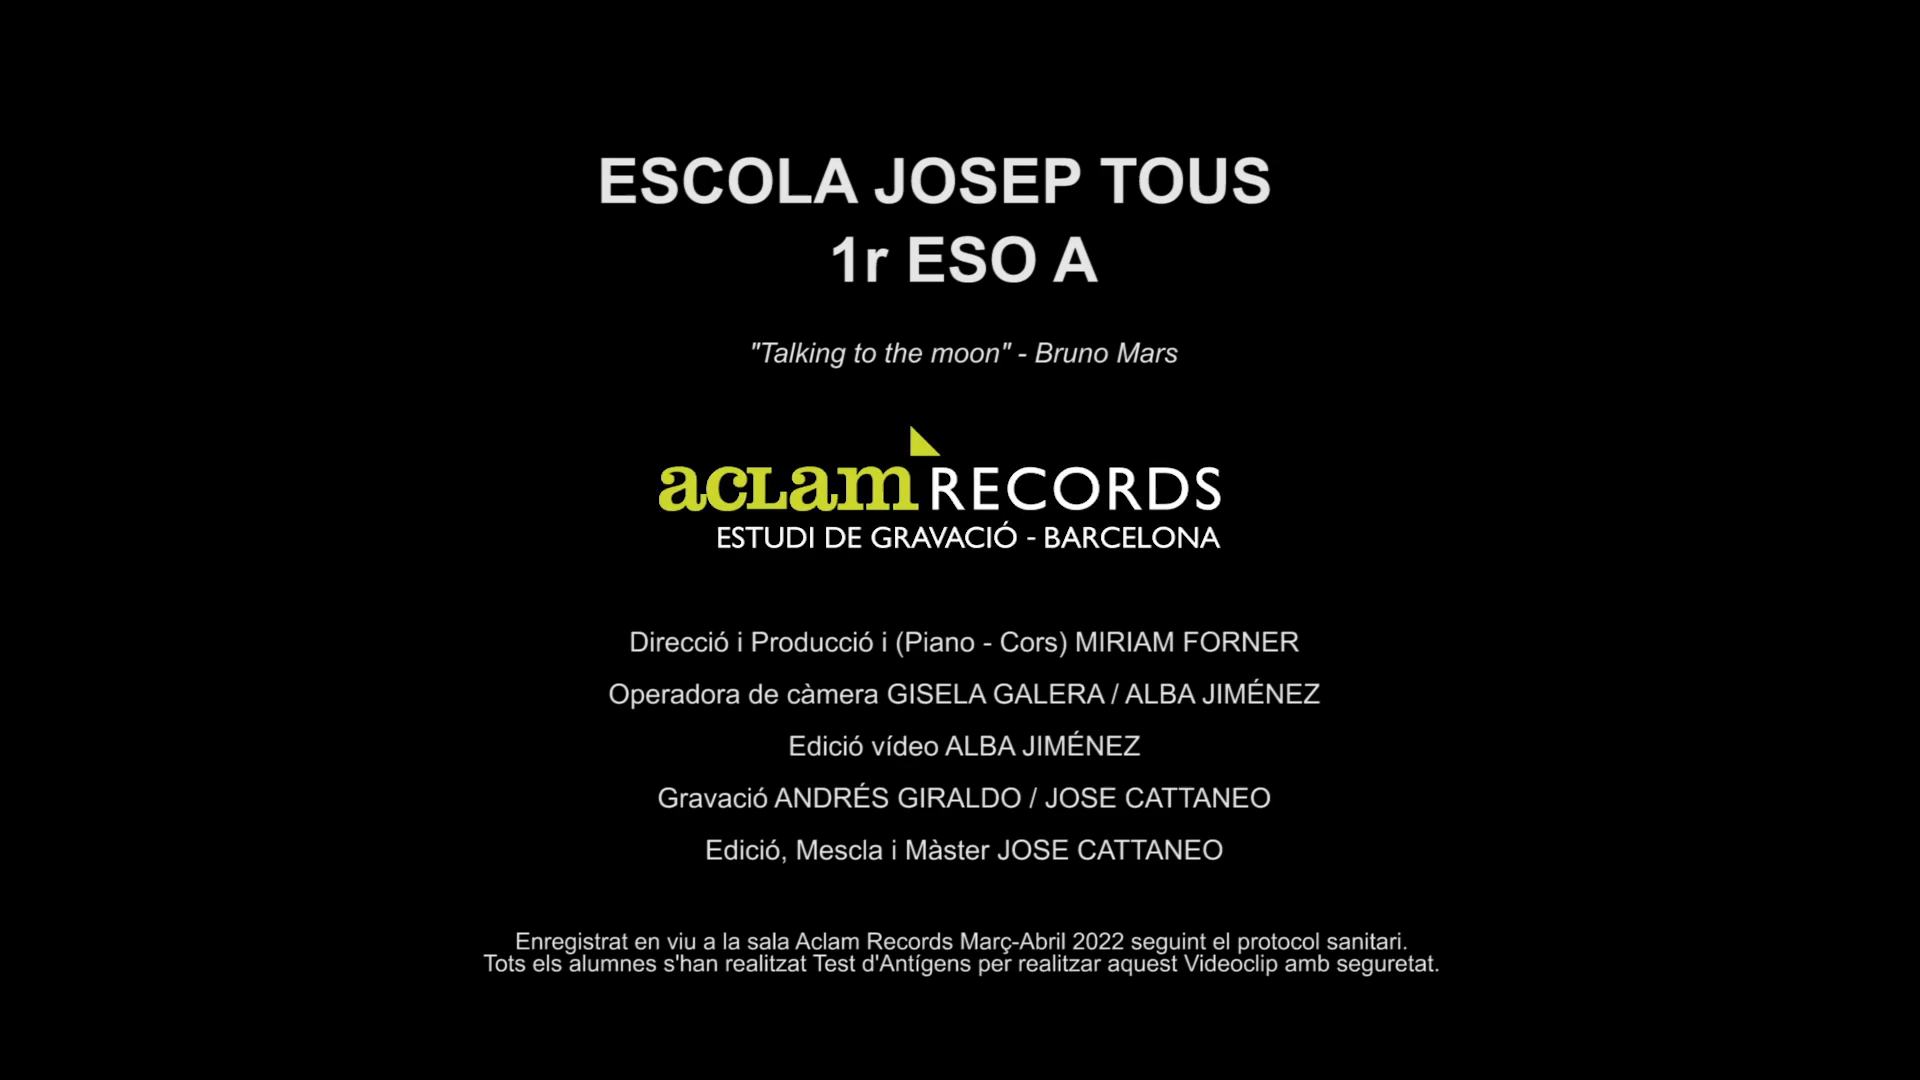 ESCOLA JOSEP TOUS
1r ESO A
"Talking to the moon" - Bruno Mars
aclam RECORDS
ESTUDI DE GRAVACIÓ - BARCELONA
Direcció i Producció i (Piano - Cors) MIRIAM FORNER
Operadora de càmera GISELA GALERA / ALBA JIMÉNEZ
Edició vídeo ALBA JIMÉNEZ
Gravació ANDRÉS GIRALDO / JOSE CATTANEO
Edició, Mescla i Màster JOSE CATTANEO
Enregistrat en viu a la sala Aclam Records Març-Abril 2022 seguint el protocol sanitari.
Tots els alumnes s'han realitzat Test d'Antígens per realitzar aquest Videoclip amb seguretat.